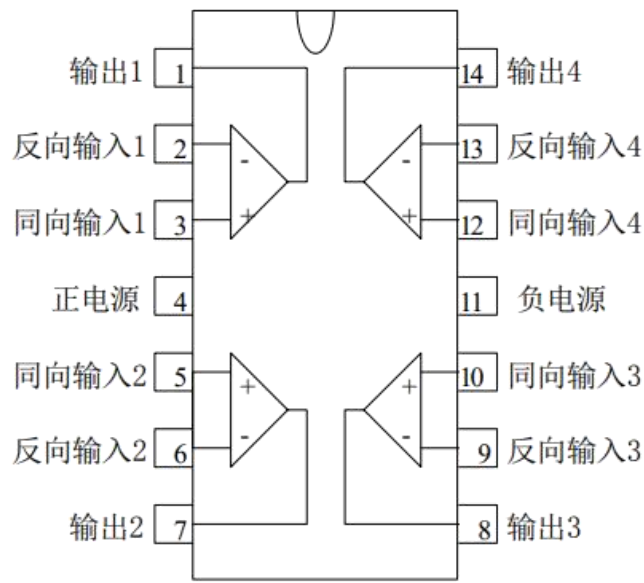 输出1 1 14 输出4
反向输入1 2 - - 13 反向输入4
同向输入1 3 + + 12 同向输入4
正电源 4 11 负电源
同向输入2 5 + + 10 同向输入3
反向输入2 6 - - 9 反向输入3
输出2 7 8 输出3